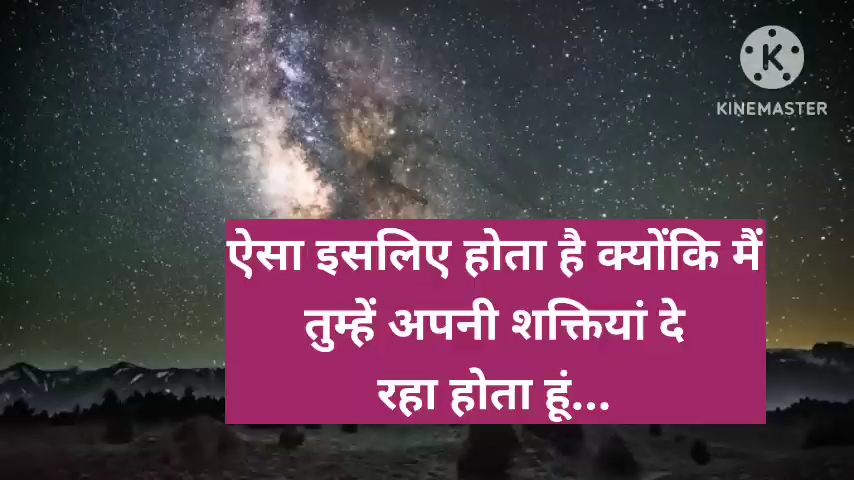 KINEMASTER
ऐसा इसलिए होता है क्योंकि मैं
तुम्हें अपनी शक्तियां दे
रहा होता हूं...